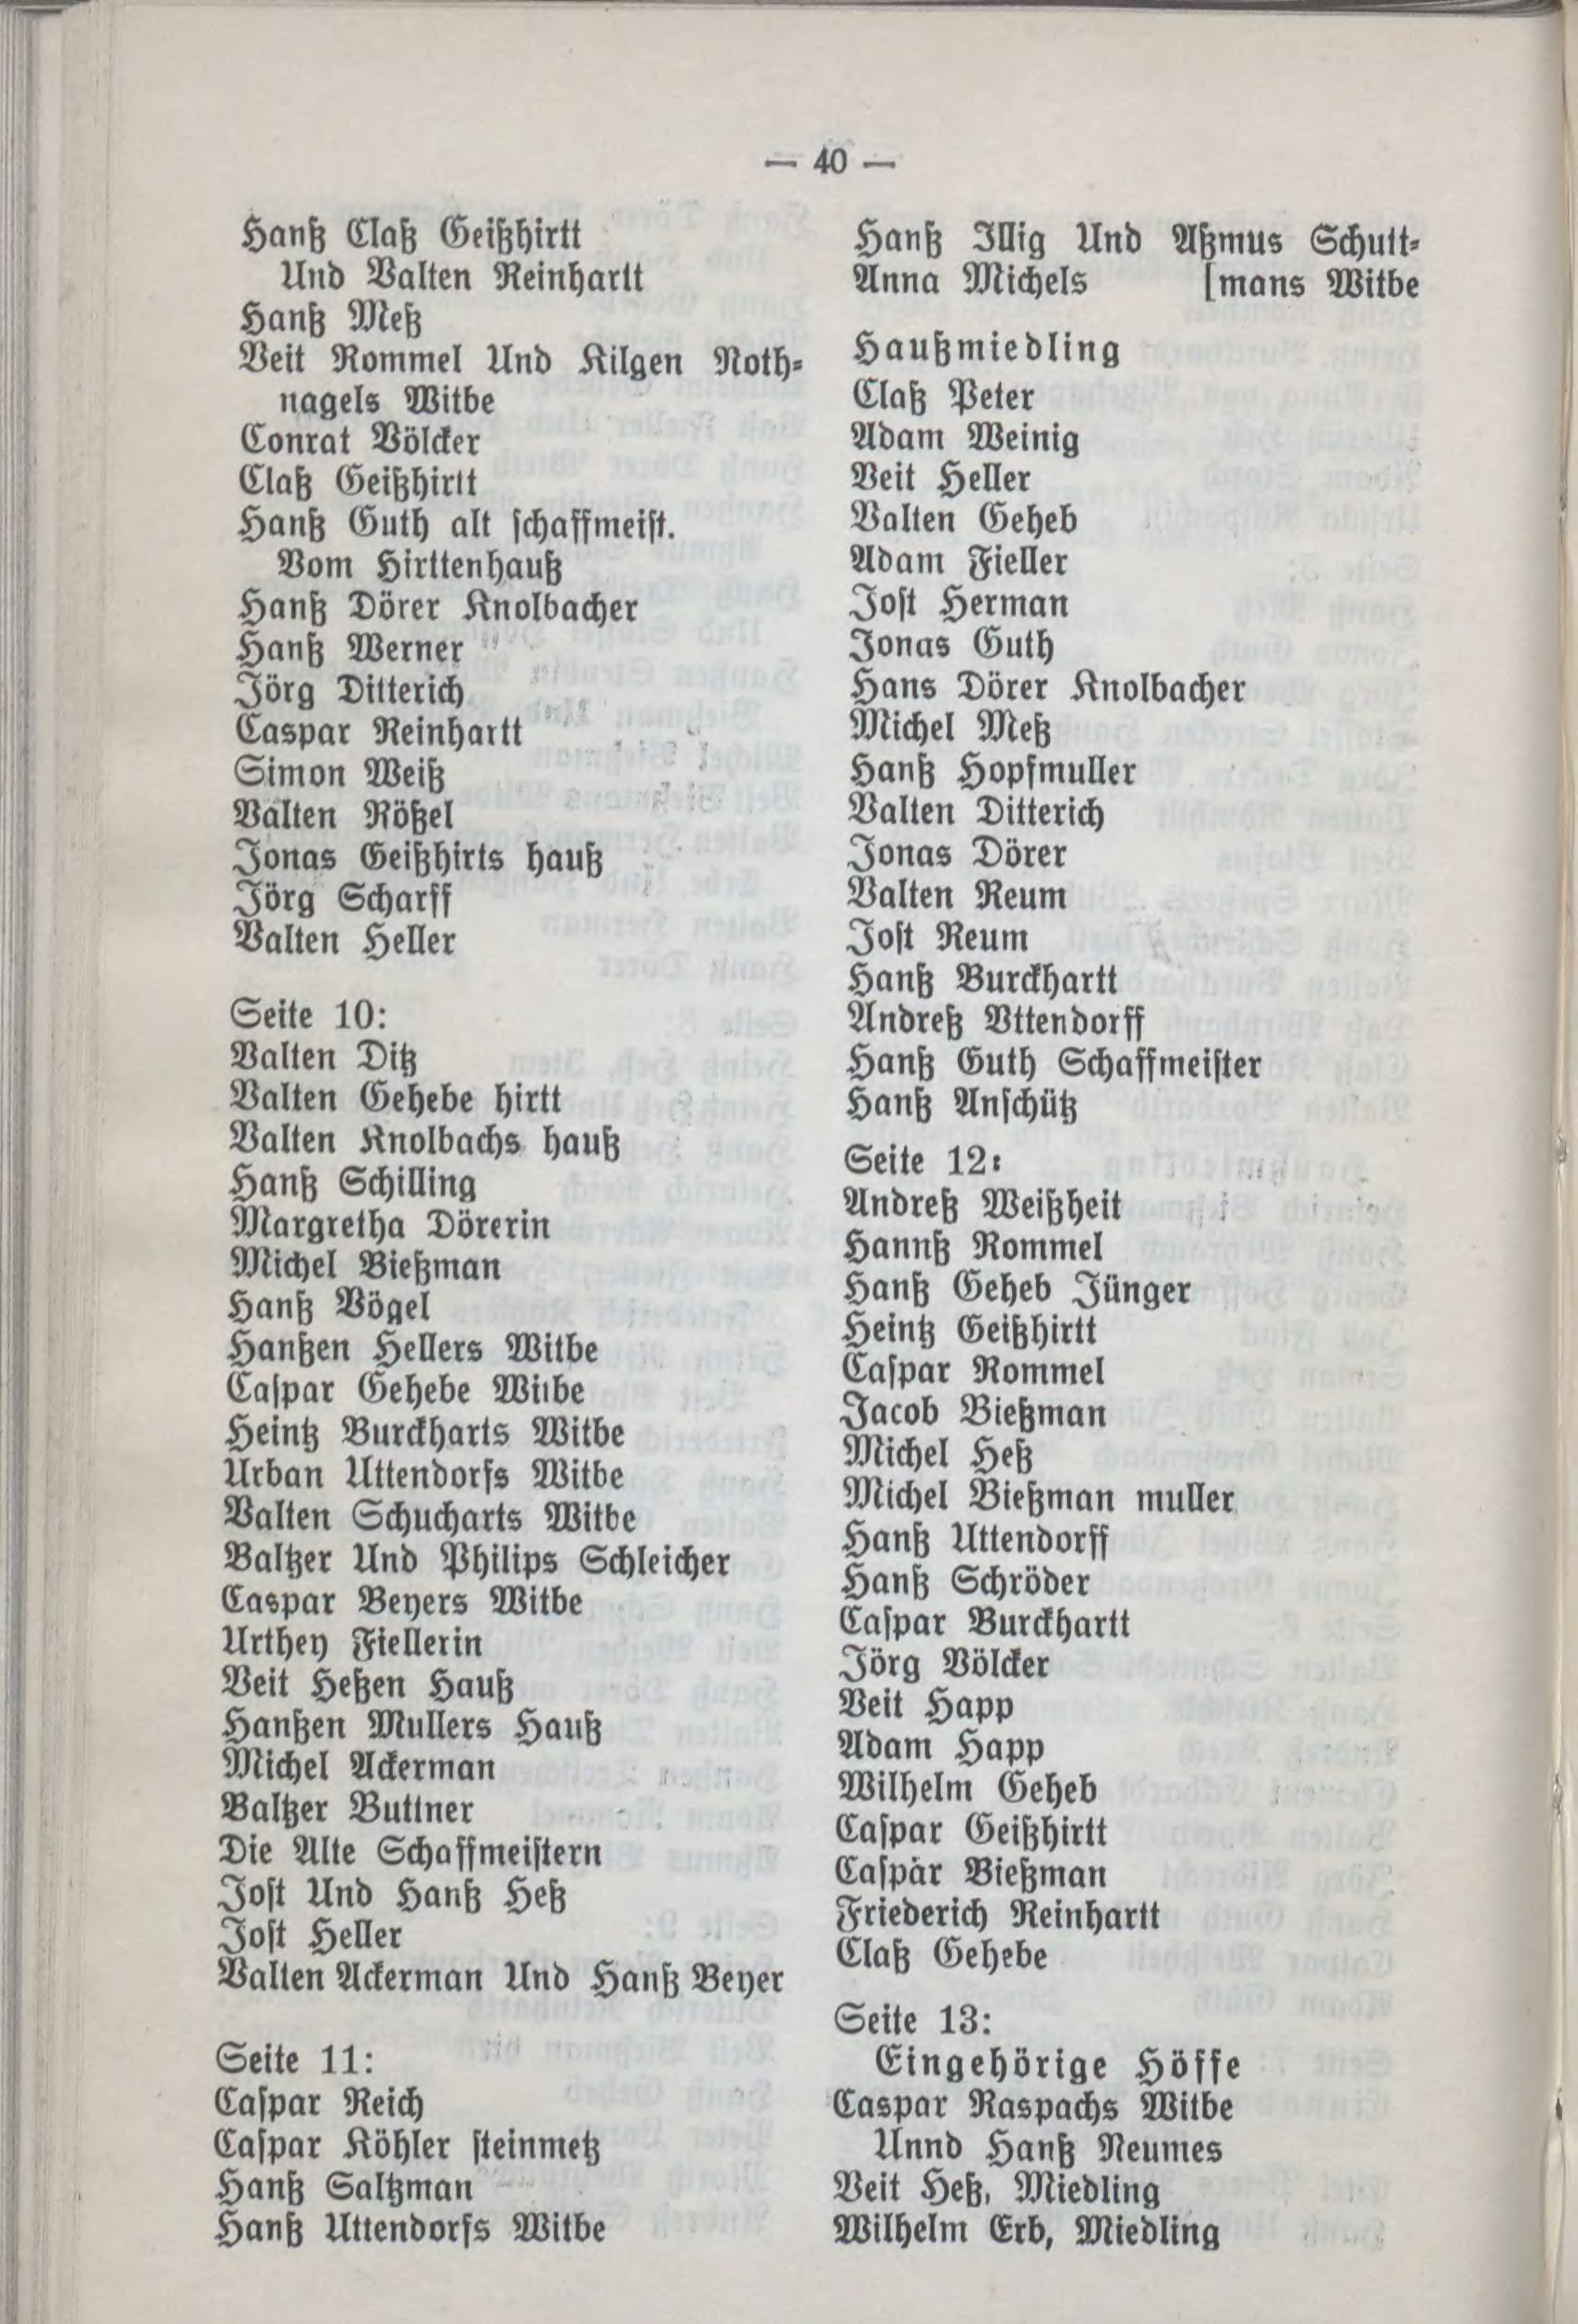 — 40 —
Hanß Claß Geißhirtt
Und Valten Reinhartt
Hanß Meß
Veit Rommel Und Kilgen Noth-
nagels Witbe
Conrat Völcker
Claß Geißhirtt
Hanß Guth alt schaffmeist.
Vom Hirttenhauß
Hanß Dörer Knolbacher
Hanß Werner
Jörg Ditterich
Caspar Reinhartt
Simon Weiß
Valten Rößel
Jonas Geißhirts hauß
Jörg Scharff
Valten Heller
Seite 10:
Valten Ditz
Valten Gehebe hirtt
Valten Knolbachs hauß
Hanß Schilling
Margretha Dörerin
Michel Bießman
Hanß Vögel
Hanßen Hellers Witbe
Caspar Gehebe Witbe
Heintz Burckharts Witbe
Urban Uttendorfs Witbe
Valten Schucharts Witbe
Baltzer Und Philips Schleicher
Caspar Beyers Witbe
Urthey Fiellerin
Veit Heßen Hauß
Hanßen Mullers Hauß
Michel Ackerman
Baltzer Buttner
Die Alte Schaffmeistern
Jost Und Hanß Heß
Jost Heller
Valten Ackerman Und Hanß Beyer
Seite 11:
Caspar Reich
Caspar Köhler steinmetz
Hanß Saltzman
Hanß Uttendorfs Witbe
Hanß Illig Und Aßmus Schutt-
Anna Michels [mans Witbe
Haußmiedling
Claß Peter
Adam Weinig
Veit Heller
Valten Geheb
Adam Fieller
Jost Herman
Jonas Guth
Hans Dörer Knolbacher
Michel Meß
Hanß Hopfmuller
Valten Ditterich
Jonas Dörer
Valten Reum
Jost Reum
Hanß Burckhartt
Andreß Vttendorff
Hanß Guth Schaffmeister
Hanß Anschütz
Seite 12:
Andreß Weißheit
Hannß Rommel
Hanß Geheb Jünger
Heintz Geißhirtt
Caspar Rommel
Jacob Bießman
Michel Heß
Michel Bießman muller
Hanß Uttendorff
Hanß Schröder
Caspar Burckhartt
Jörg Völcker
Veit Happ
Adam Happ
Wilhelm Geheb
Caspar Geißhirtt
Caspar Bießman
Friederich Reinhartt
Claß Gehebe
Seite 13:
Eingehörige Höffe
Caspar Raspachs Witbe
Unnd Hanß Neumes
Veit Heß, Miedling
Wilhelm Erb, Miedling